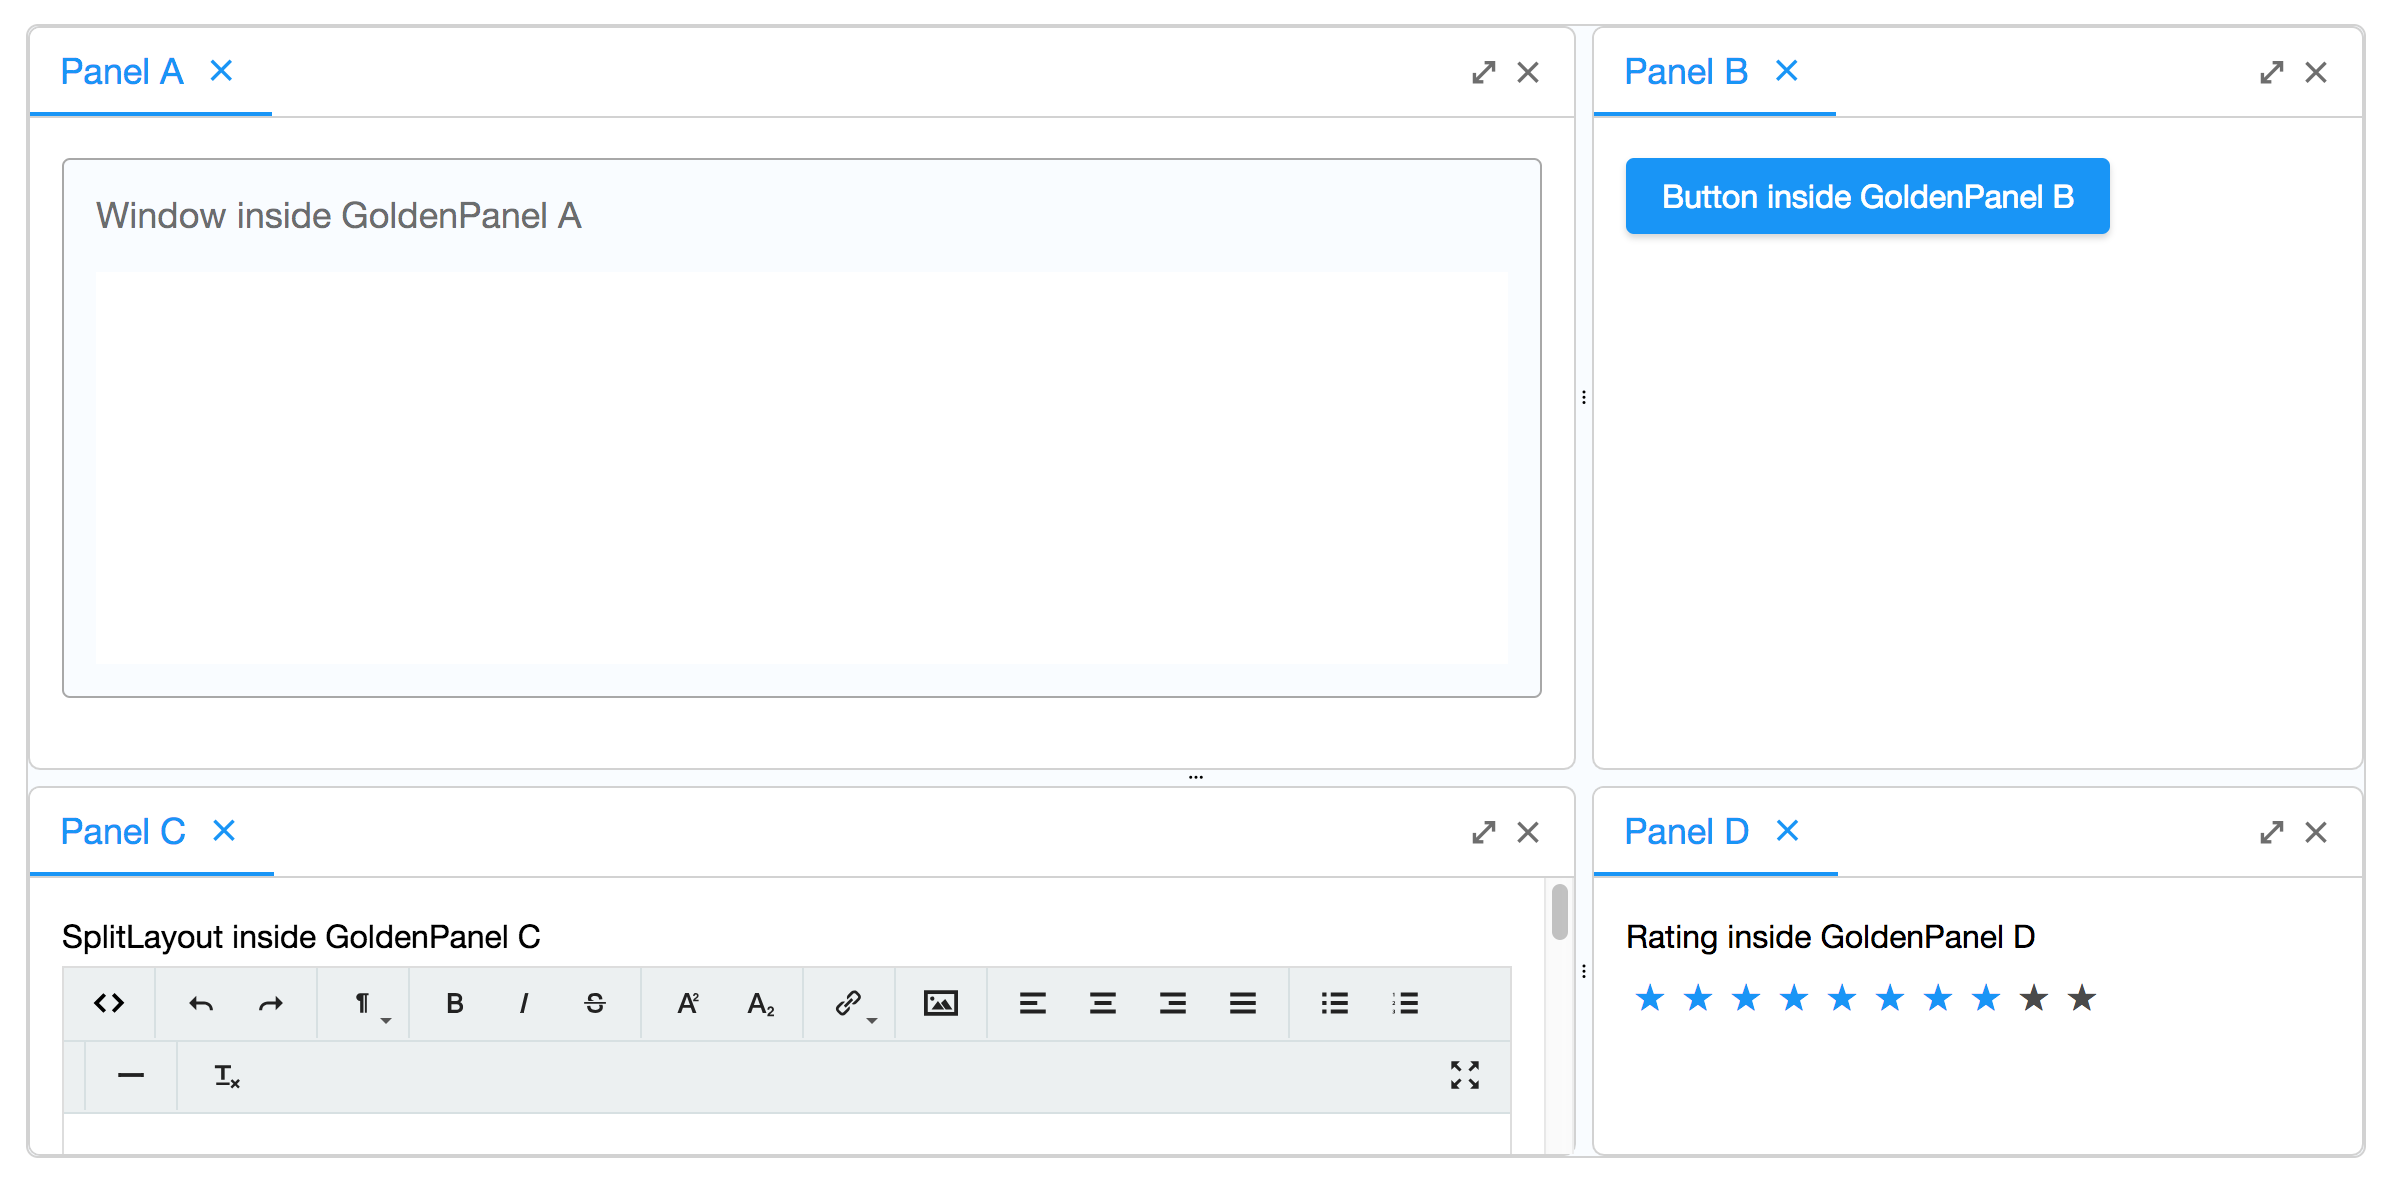 Panel A
Panel B
Window inside GoldenPanel A
Button inside GoldenPanel B
Panel C
Panel D
SplitLayout inside GoldenPanel C
Rating inside GoldenPanel D